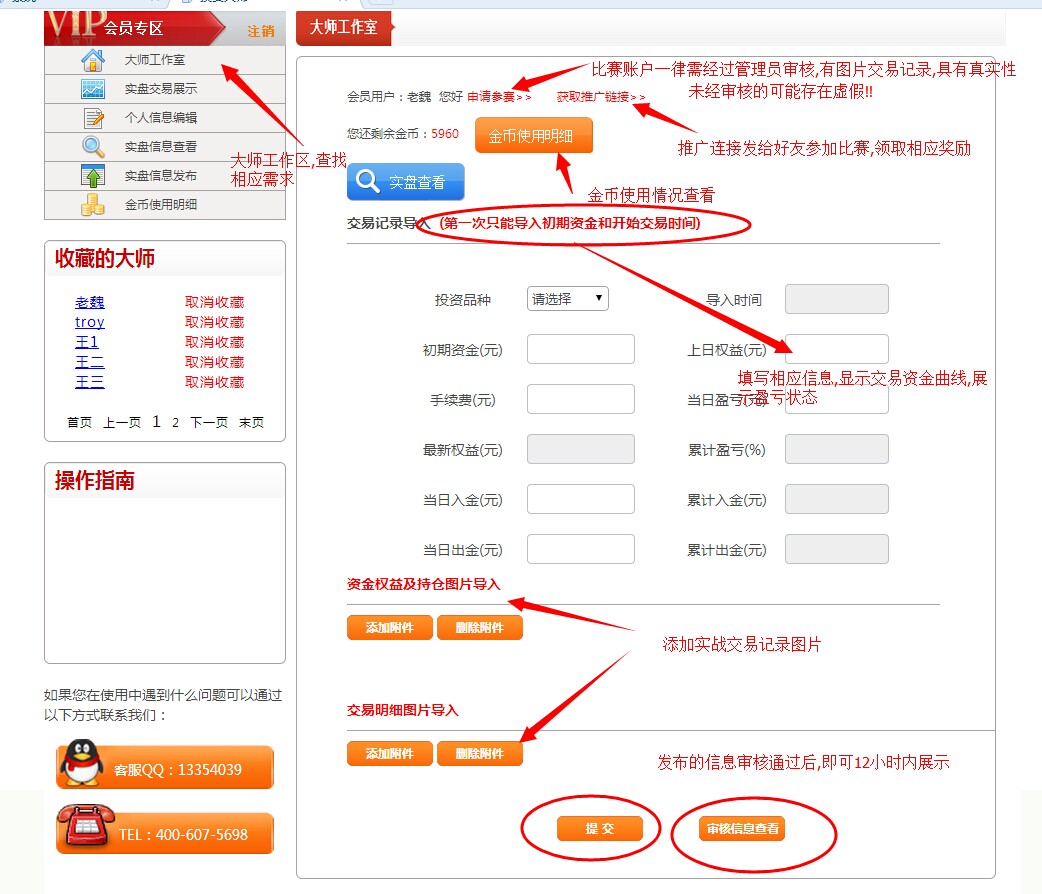 VIP会员专区
注销
大师工作室
实盘交易展示
个人信息编辑
实盘信息查看
实盘信息发布
金币使用明细
大师工作区,查找
相应需求
收藏的大师
老魏 取消收藏
troy 取消收藏
王1 取消收藏
王二 取消收藏
王三 取消收藏
首页 上一页 1 2 下一页 末页
操作指南
如果您在使用中遇到什么问题可以通过
以下方式联系我们：
客服QQ：13354039
TEL：400-607-5698
大师工作室
比赛账户一律需经过管理员审核,有图片交易记录,具有真实性
未经审核的可能存在虚假!!
会员用户：老魏 您好 申请参赛>> 获取推广链接>>
您还剩余金币：5960 金币使用明细
推广连接发给好友参加比赛,领取相应奖励
实盘查看
金币使用情况查看
交易记录导入 (第一次只能导入初期资金和开始交易时间)
投资品种 请选择 导入时间
初期资金(元) 上日权益(元)
填写相应信息,显示交易资金曲线,展
示盈亏状态
手续费(元) 当日盈亏(元)
最新权益(元) 累计盈亏(%)
当日入金(元) 累计入金(元)
当日出金(元) 累计出金(元)
资金权益及持仓图片导入
添加附件 删除附件
添加实战交易记录图片
交易明细图片导入
添加附件 删除附件
发布的信息审核通过后,即可12小时内展示
提 交 审核信息查看